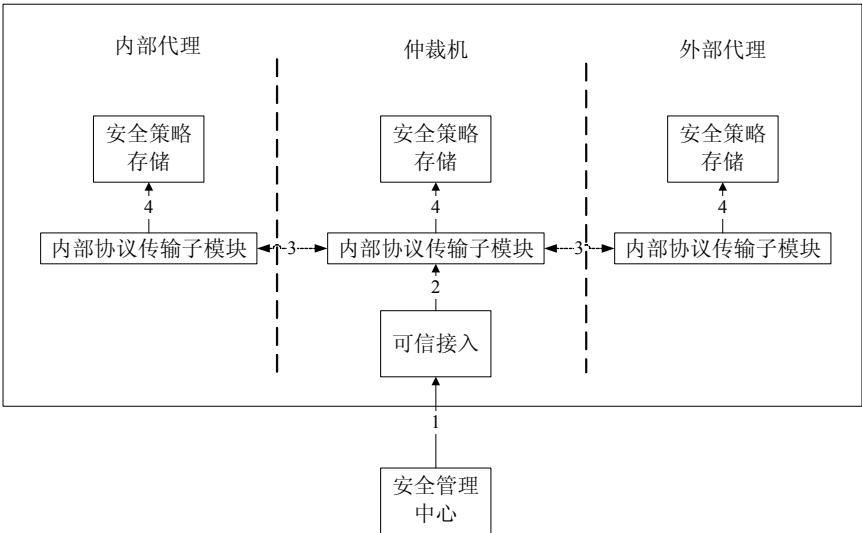 内部代理
仲裁机
外部代理
安全策略
存储
安全策略
存储
安全策略
存储
4
4
4
内部协议传输子模块
3
内部协议传输子模块
3
内部协议传输子模块
2
可信接入
1
安全管理
中心